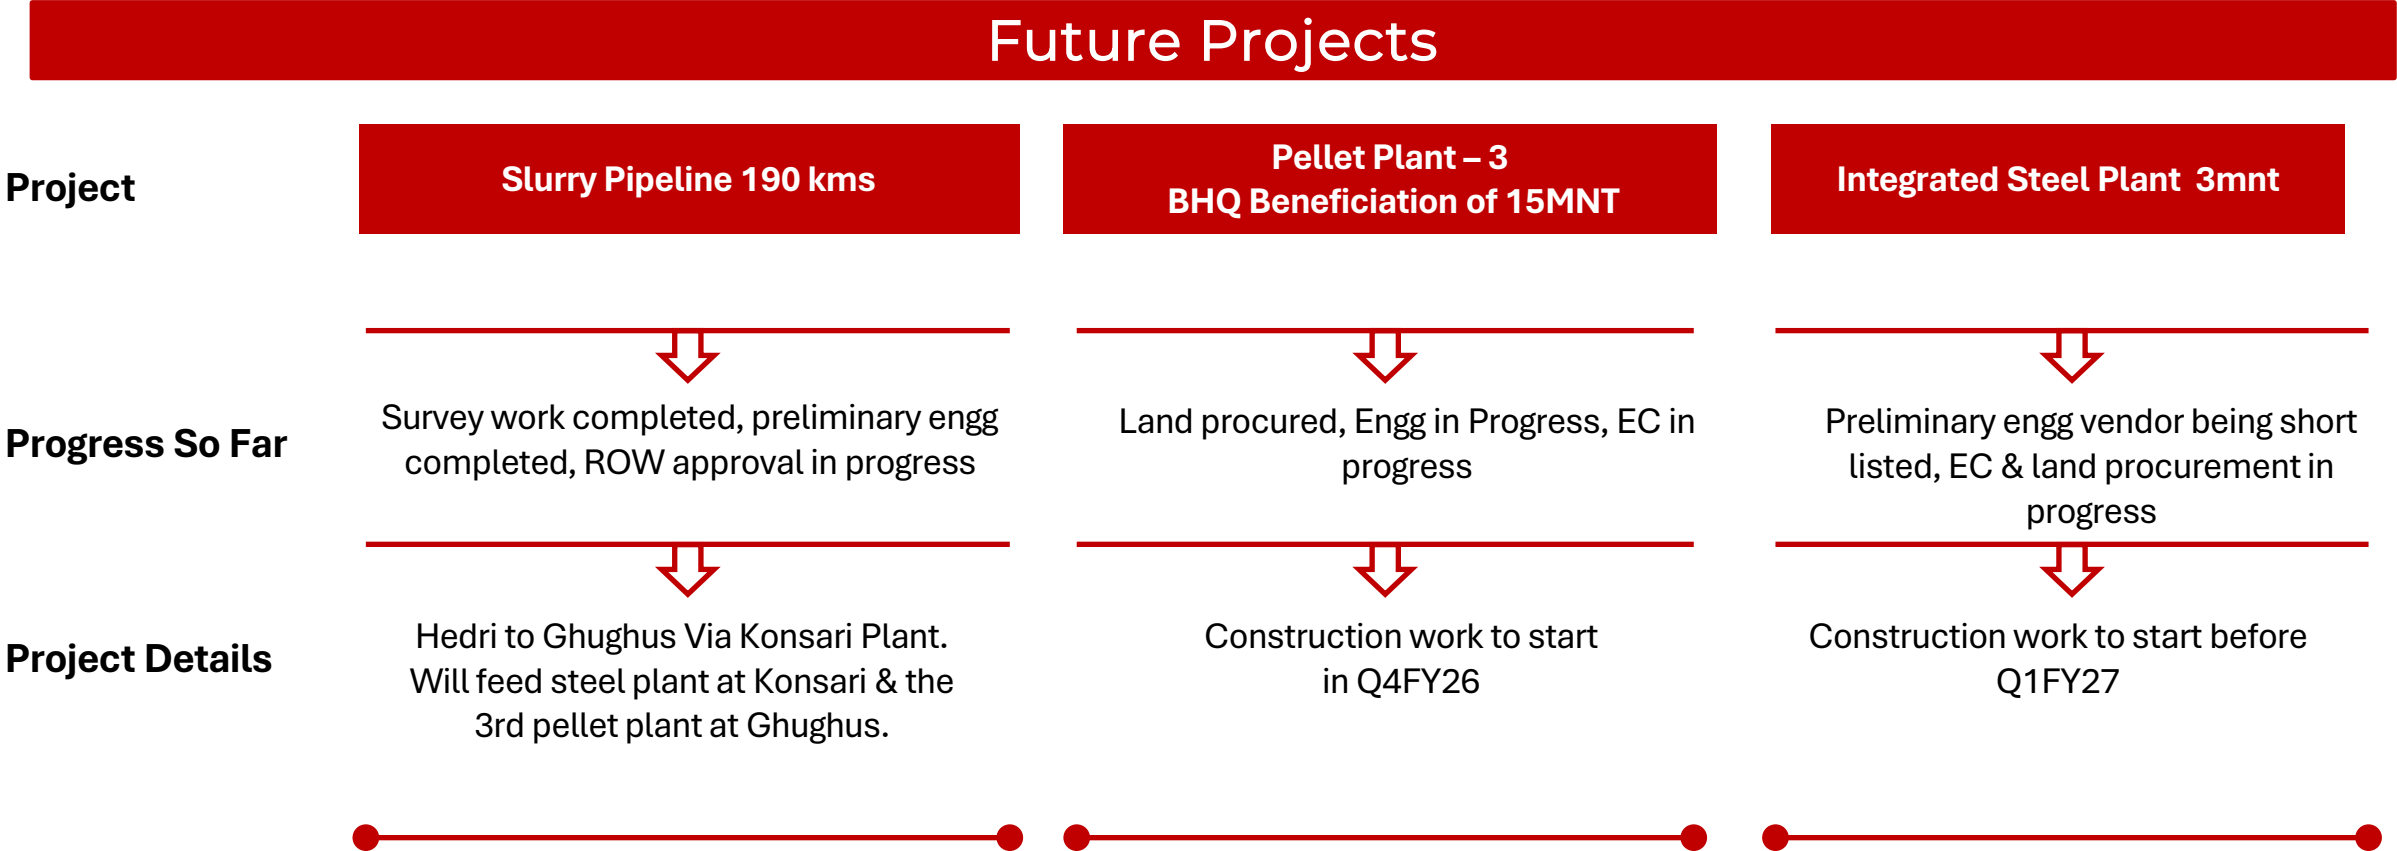 Future Projects
Project
Slurry Pipeline 190 kms
Pellet Plant – 3
BHQ Beneficiation of 15MNT
Integrated Steel Plant  3mnt
Progress So Far
Survey work completed, preliminary engg
completed, ROW approval in progress
Land procured, Engg in Progress, EC in
progress
Preliminary engg vendor being short
listed, EC & land procurement in
progress
Project Details
Hedri to Ghughus Via Konsari Plant.
Will feed steel plant at Konsari & the
3rd pellet plant at Ghughus.
Construction work to start
in Q4FY26
Construction work to start before
Q1FY27